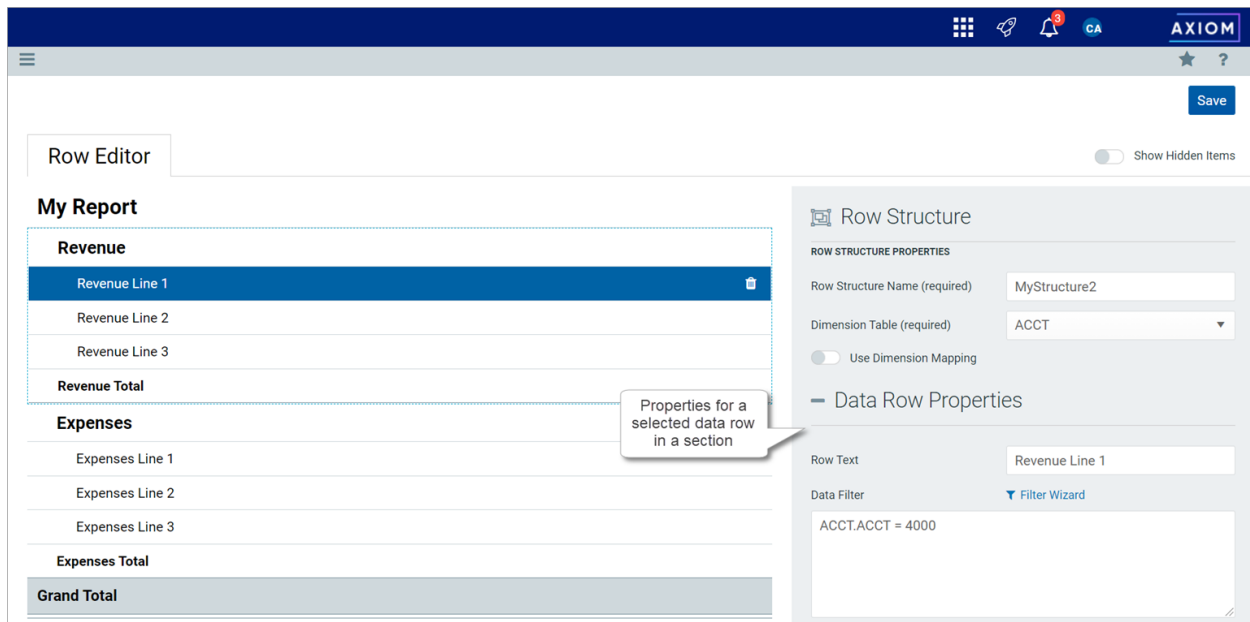 3
CA
AXIOM
?
Save
Row Editor
Show Hidden Items
My Report
Revenue
Revenue Line 1
Revenue Line 2
Revenue Line 3
Revenue Total
Expenses
Expenses Line 1
Expenses Line 2
Expenses Line 3
Expenses Total
Grand Total
Properties for a
selected data row
in a section
Row Structure
ROW STRUCTURE PROPERTIES
Row Structure Name (required) MyStructure2
Dimension Table (required) ACCT
Use Dimension Mapping
Data Row Properties
Row Text Revenue Line 1
Data Filter Filter Wizard
ACCT.ACCT = 4000